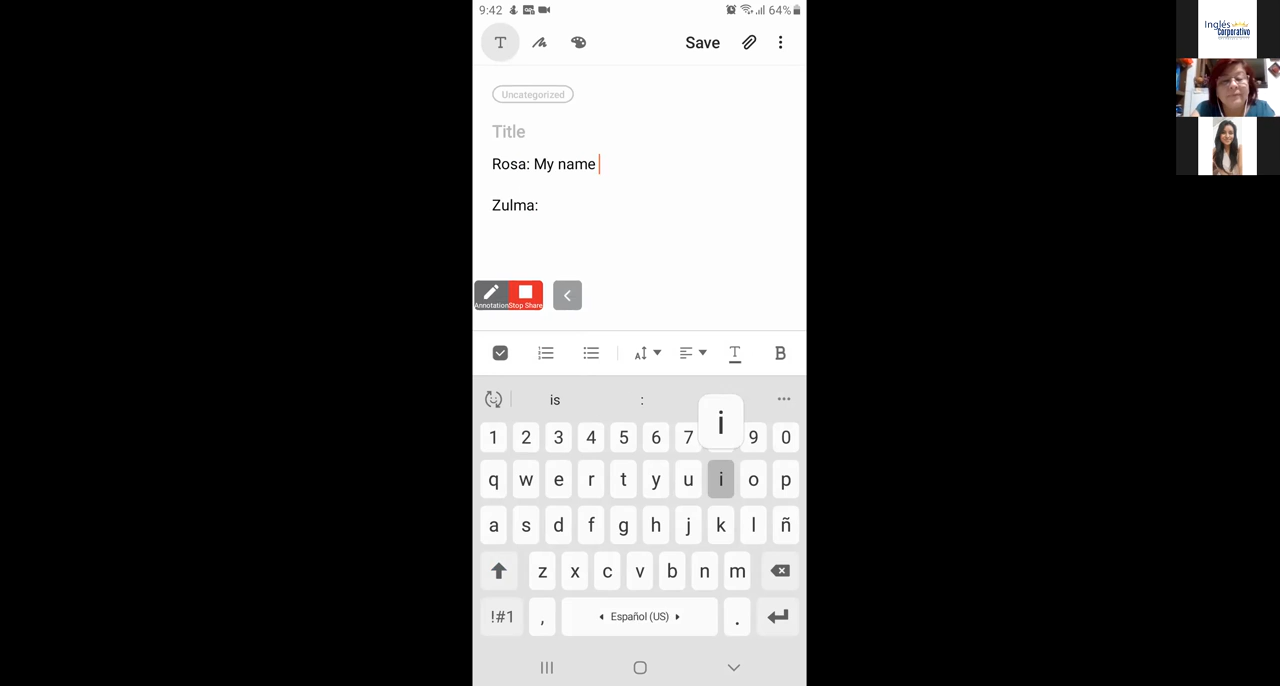 9:42
64%
Save
Uncategorized
Title
Rosa: My name
Zulma:
Annotation Stop Share
T B
is :
i
1 2 3 4 5 6 7 9 0
q w e r t y u i o p
a s d f g h j k l ñ
z x c v b n m
!#1 , Español (US) .
Inglés
Corporativo